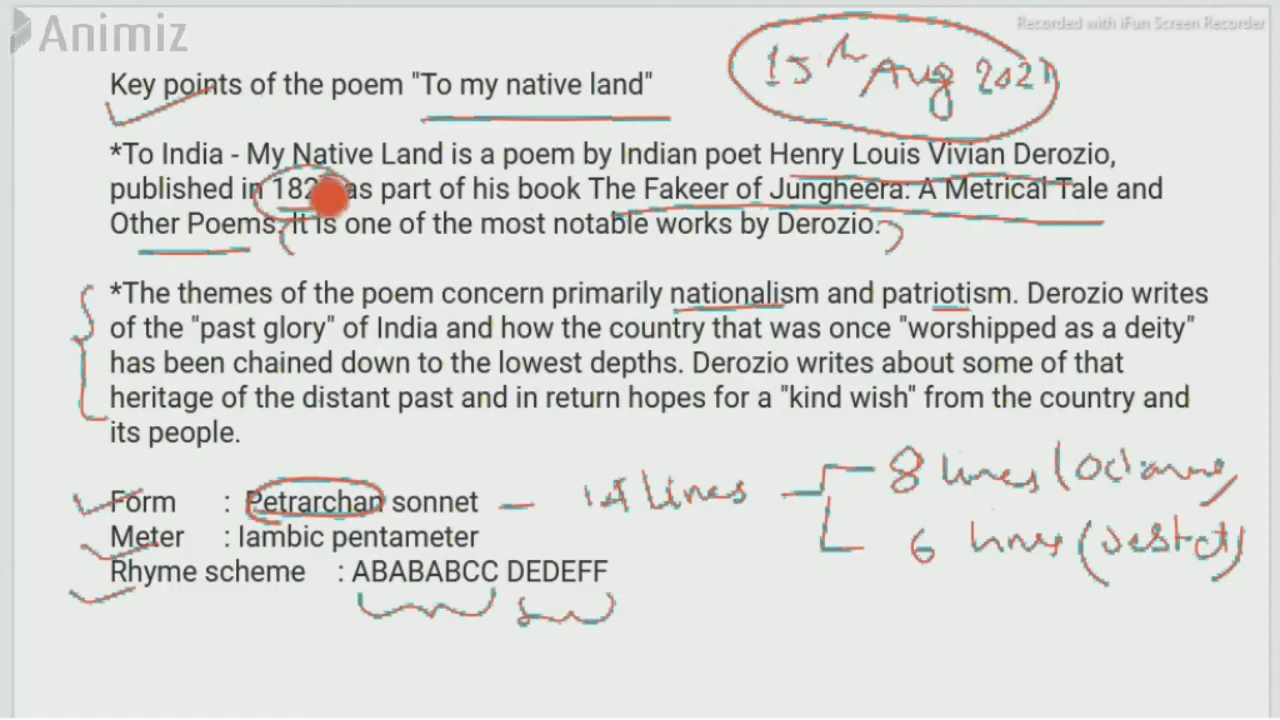 Animiz
Recorded with iFun Screen Recorder
15th Aug 2021
Key points of the poem "To my native land"
*To India - My Native Land is a poem by Indian poet Henry Louis Vivian Derozio,
published in as part of his book The Fakeer of Jungheera: A Metrical Tale and
Other Poems. It is one of the most notable works by Derozio.
*The themes of the poem concern primarily nationalism and patriotism. Derozio writes
of the "past glory" of India and how the country that was once "worshipped as a deity"
has been chained down to the lowest depths. Derozio writes about some of that
heritage of the distant past and in return hopes for a "kind wish" from the country and
its people.
Form : Petrarchan sonnet - 14 lines
8 lines (Octave)
6 lines (sestet)
Meter : Iambic pentameter
Rhyme scheme : ABABABCC DEDEFF